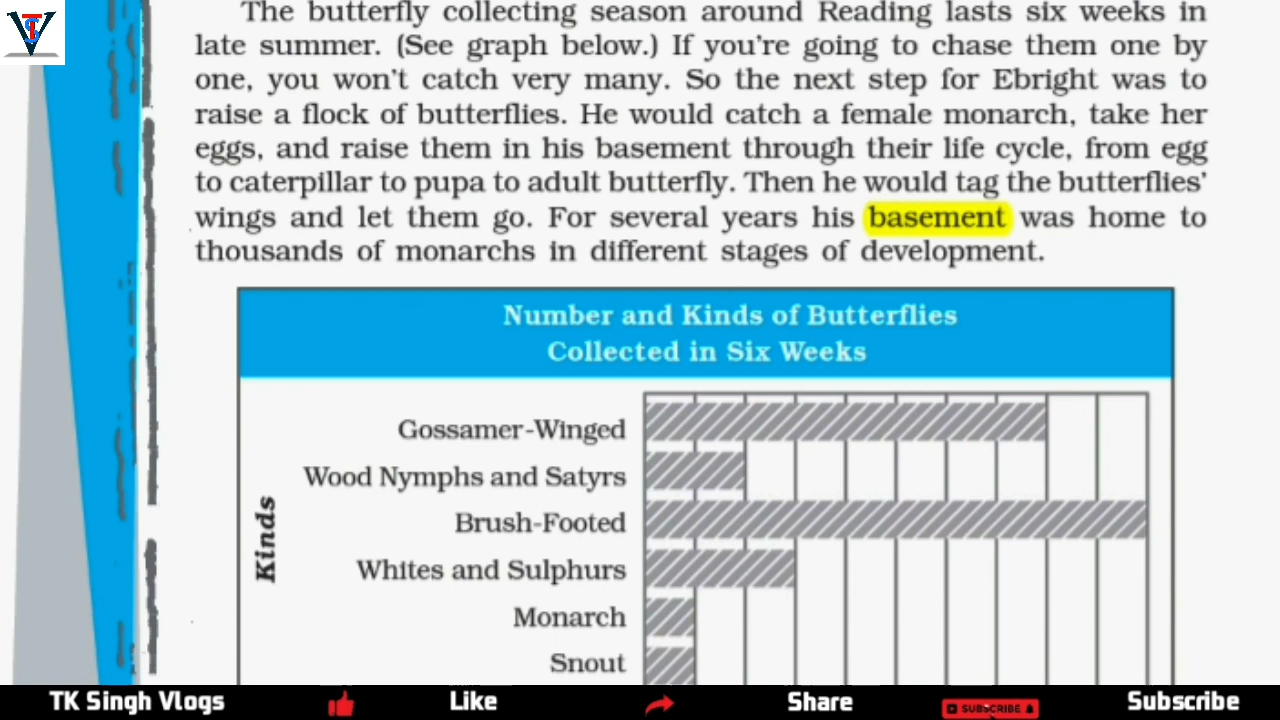 The butterfly collecting season around Reading lasts six weeks in
late summer. (See graph below.) If you're going to chase them one by
one, you won't catch very many. So the next step for Ebright was to
raise a flock of butterflies. He would catch a female monarch, take her
eggs, and raise them in his basement through their life cycle, from egg
to caterpillar to pupa to adult butterfly. Then he would tag the butterflies'
wings and let them go. For several years his basement was home to
thousands of monarchs in different stages of development.
Number and Kinds of Butterflies
Collected in Six Weeks
Gossamer-Winged
Wood Nymphs and Satyrs
Brush-Footed
Whites and Sulphurs
Monarch
Snout
Kinds
TK Singh Vlogs
Like
Share
SUBSCRIBE
Subscribe